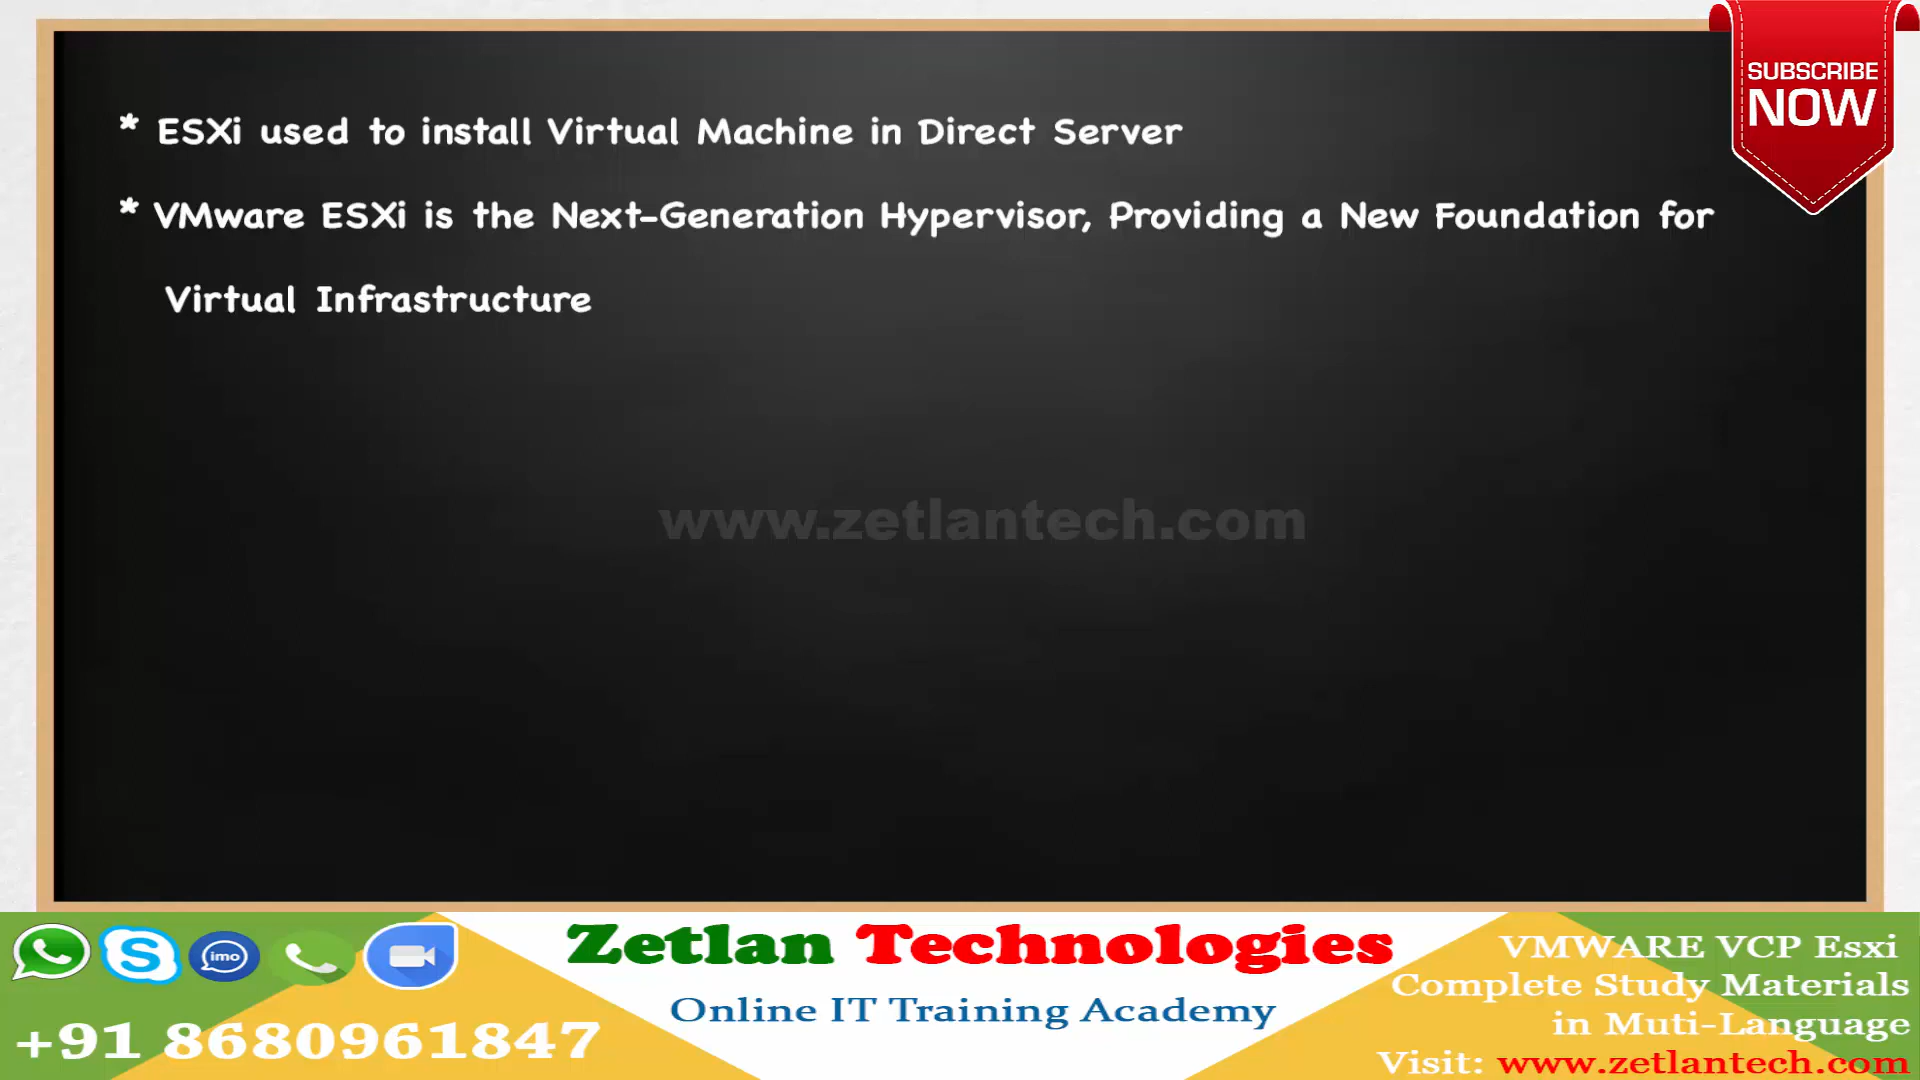 SUBSCRIBE
NOW
* ESXi used to install Virtual Machine in Direct Server
* VMware ESXi is the Next-Generation Hypervisor, Providing a New Foundation for
Virtual Infrastructure
www.zetlantech.com
imo
+91 8680961847
Zetlan Technologies
Online IT Training Academy
VMWARE VCP Esxi
Complete Study Materials
in Muti-Language
Visit: www.zetlantech.com